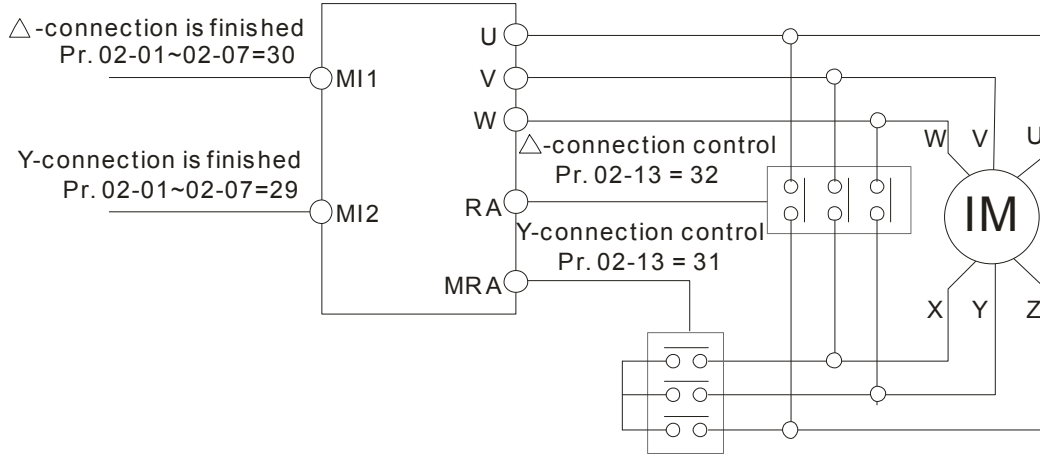 △-connection is finished
Pr. 02-01~02-07=30
MI1
Y-connection is finished
Pr. 02-01~02-07=29
MI2
U
V
W
△-connection control
Pr. 02-13 = 32
RA
Y-connection control
Pr. 02-13 = 31
MRA
W V U
IM
X Y Z